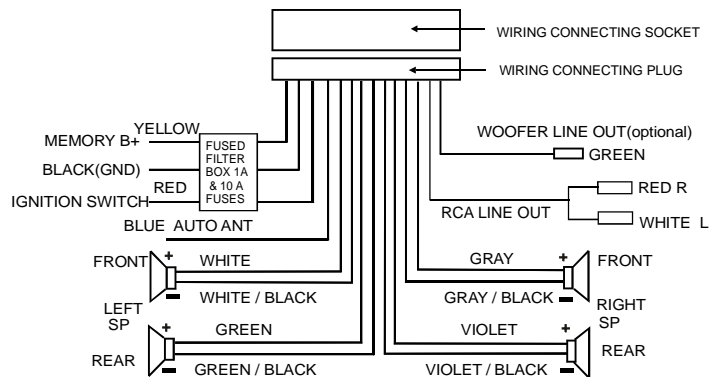 WIRING CONNECTING SOCKET
WIRING CONNECTING PLUG
YELLOW
MEMORY B+
BLACK(GND)
RED
IGNITION SWITCH
FUSED
FILTER
BOX 1A
& 10 A
FUSES
WOOFER LINE OUT(optional)
GREEN
RED R
RCA LINE OUT
WHITE L
BLUE AUTO ANT
FRONT
+
WHITE
WHITE / BLACK
LEFT
SP
+
GREEN
REAR
GREEN / BLACK
GRAY
+
FRONT
GRAY / BLACK
RIGHT
SP
VIOLET
+
REAR
VIOLET / BLACK